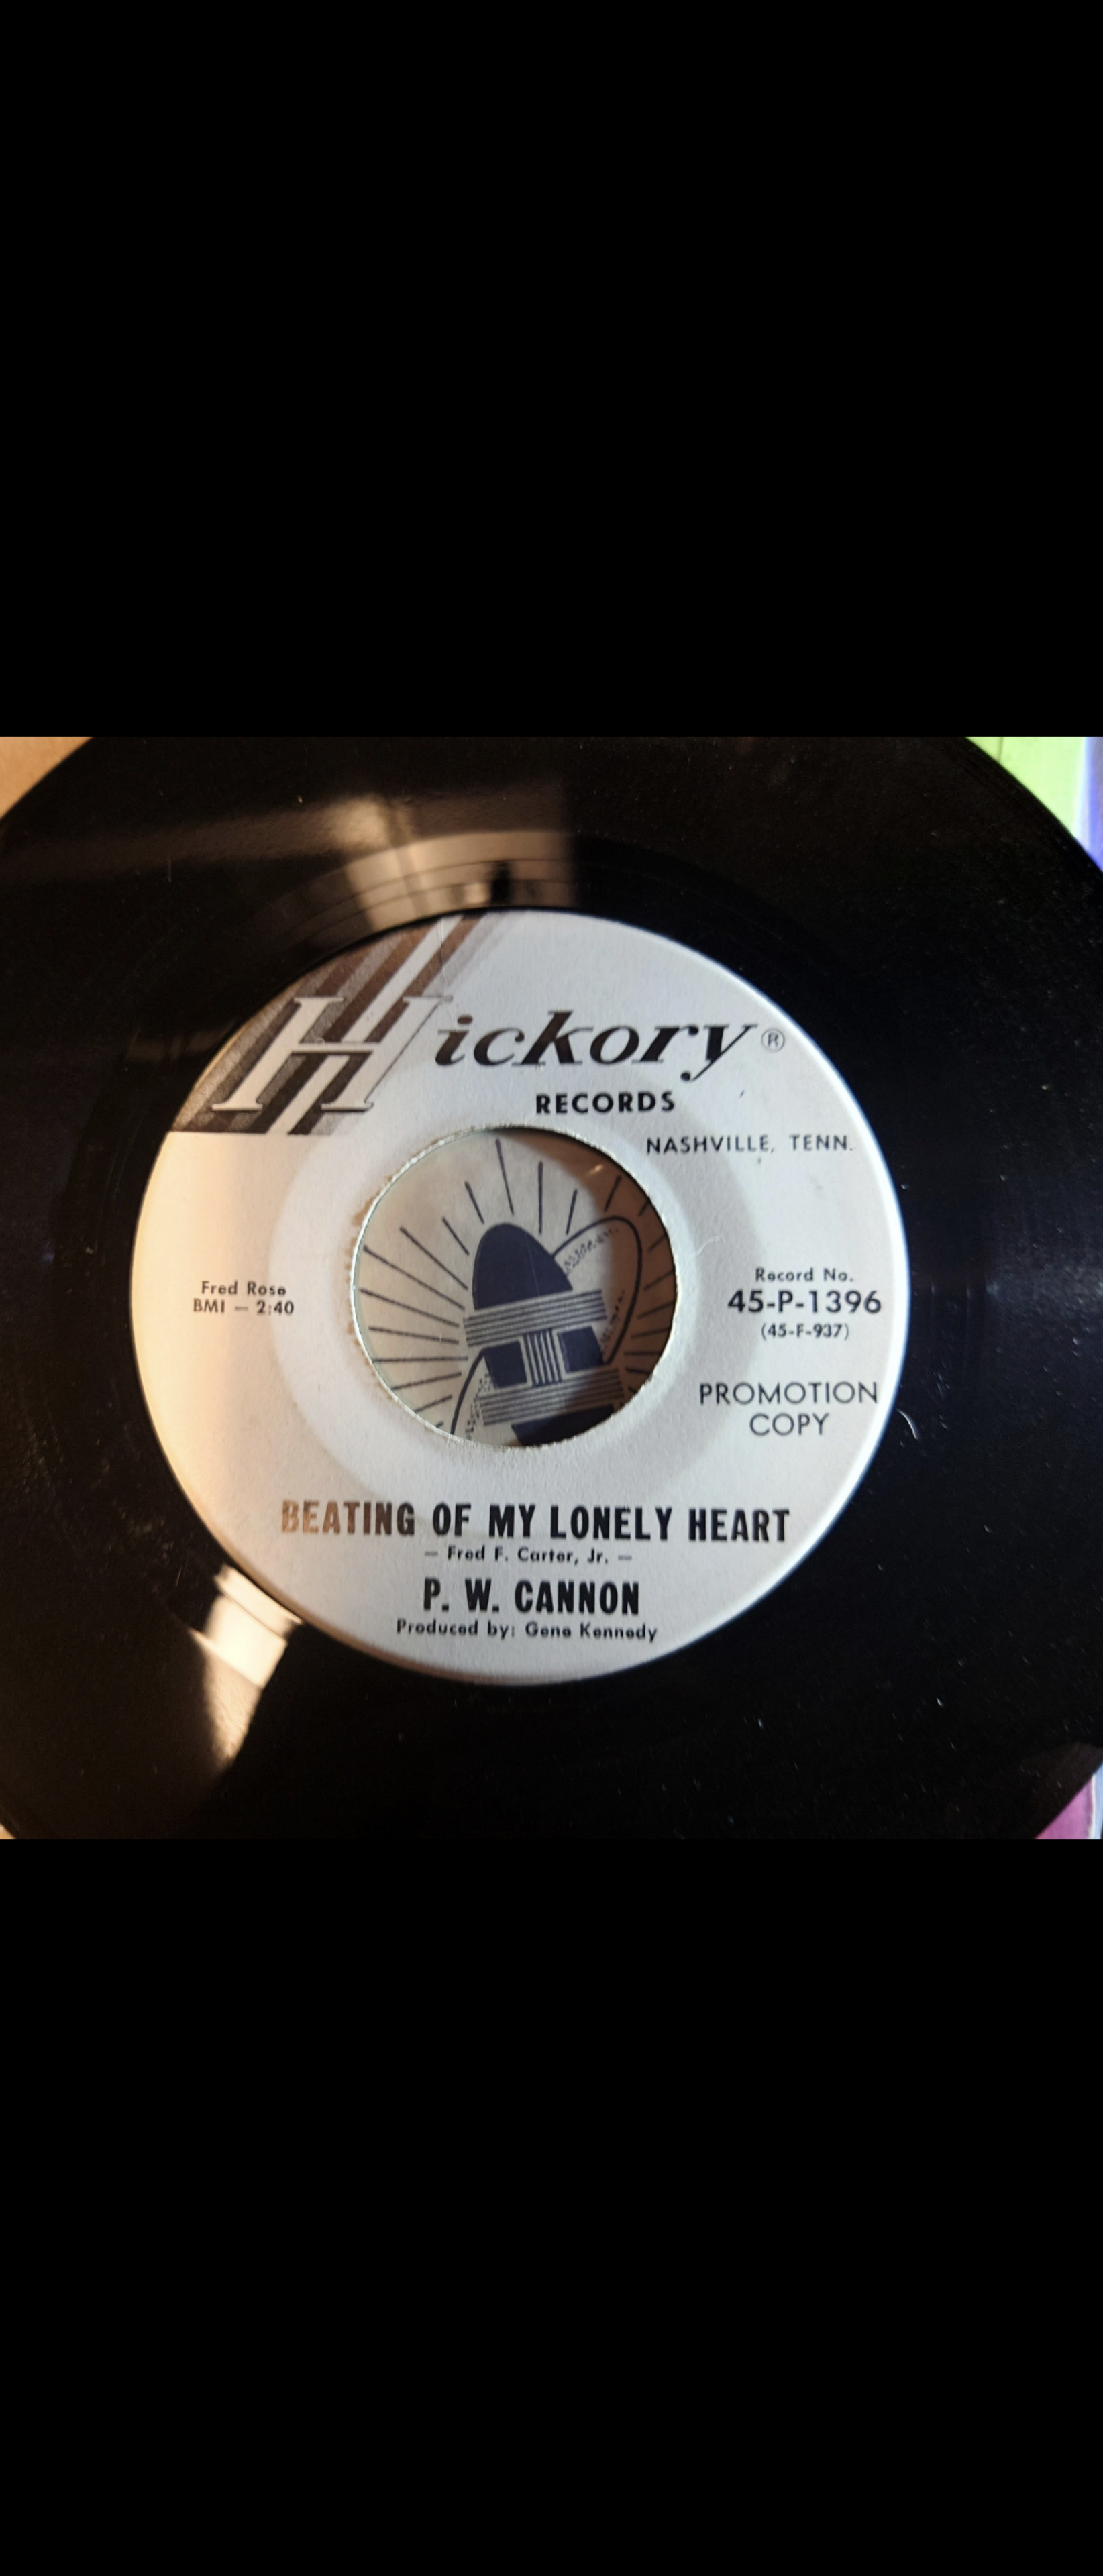 Hickory®
RECORDS
NASHVILLE, TENN.
Fred Rose
BMI — 2:40
Record No.
45-P-1396
(45-F-937)
PROMOTION
COPY
BEATING OF MY LONELY HEART
— Fred F. Carter, Jr. —
P. W. CANNON
Produced by: Gene Kennedy